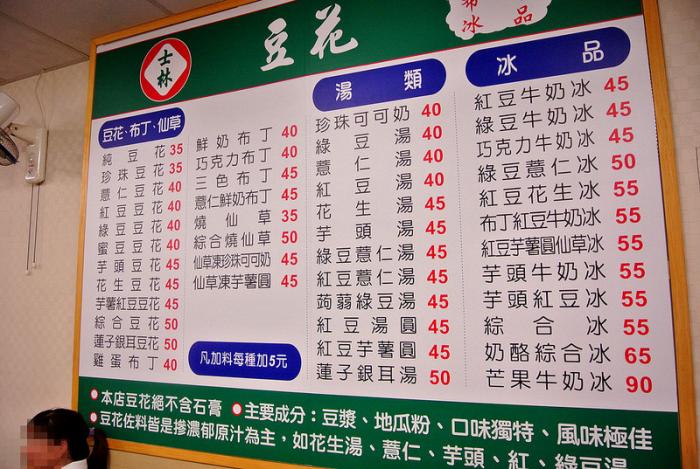 士林
豆花
常
冰品
豆花、布丁、仙草
純豆花 35
珍珠豆花 35
薏仁豆花 40
紅豆豆花 40
綠豆豆花 40
蜜豆豆花 40
芋頭豆花 45
花生豆花 45
芋薯紅豆豆花 45
綜合豆花 50
蓮子銀耳豆花 50
雞蛋布丁 40
鮮奶布丁 40
巧克力布丁 40
三色布丁 45
薏仁鮮奶布丁 45
燒仙草 35
綜合燒仙草 50
仙草凍珍珠可可奶 45
仙草凍芋薯圓 45
凡加料每種加5元
湯類
珍珠可可奶 40
綠豆湯 40
薏仁湯 40
紅豆湯 40
花生湯 45
芋頭湯 45
綠豆薏仁湯 45
紅豆薏仁湯 45
蒟蒻綠豆湯 45
紅豆湯圓 45
紅豆芋薯圓 45
蓮子銀耳湯 50
冰品
紅豆牛奶冰 45
綠豆牛奶冰 45
巧克力牛奶冰 45
綠豆薏仁冰 50
紅豆花生冰 55
布丁紅豆牛奶冰 55
紅豆芋薯圓仙草冰 55
芋頭牛奶冰 55
芋頭紅豆冰 55
綜合冰 55
奶酪綜合冰 65
芒果牛奶冰 90
●本店豆花絕不含石膏 ●主要成分：豆漿、地瓜粉、口味獨特、風味極佳
●豆花佐料皆是摻濃郁原汁為主，如花生湯、薏仁、芋頭、紅、綠豆湯